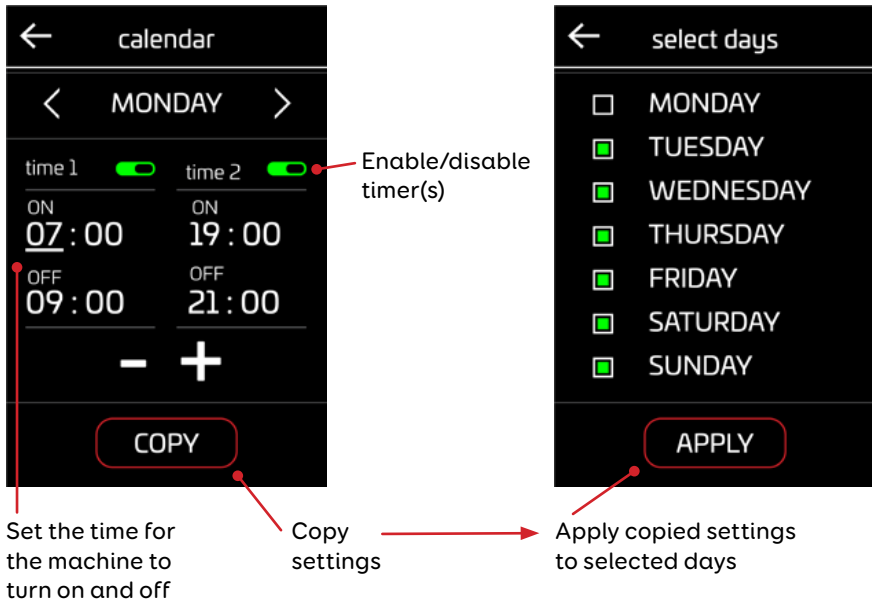 calendar
MONDAY
time 1
time 2
ON
07 : 00
ON
19 : 00
OFF
09 : 00
OFF
21 : 00
- +
COPY
Enable/disable
timer(s)
select days
MONDAY
TUESDAY
WEDNESDAY
THURSDAY
FRIDAY
SATURDAY
SUNDAY
APPLY
Set the time for
the machine to
turn on and off
Copy
settings
Apply copied settings
to selected days